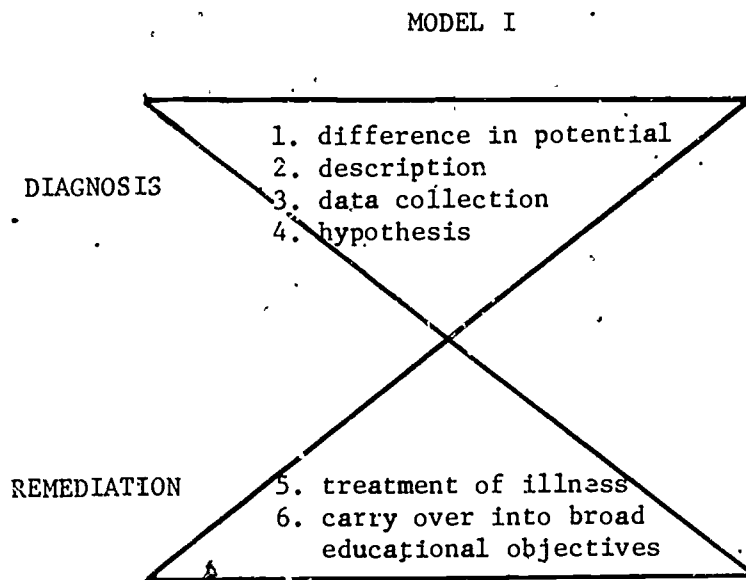 MODEL I
1. difference in potential
DIAGNOSIS
2. description
3. data collection
4. hypothesis
REMEDIATION
5. treatment of illness
6. carry over into broad
educational objectives